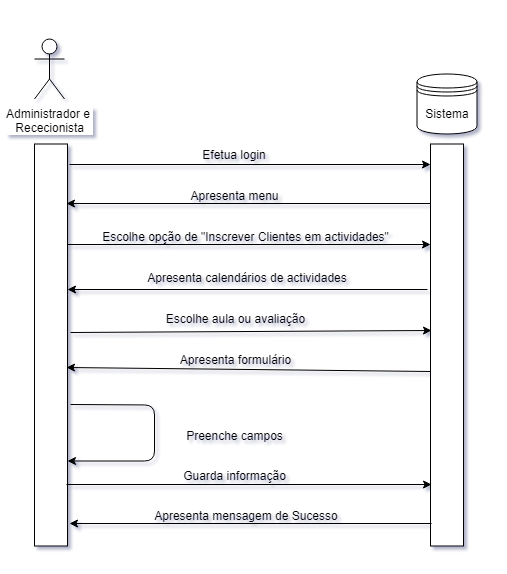 Administrador e
Rececionista
Sistema
Efetua login
Apresenta menu
Escolhe opção de "Inscrever Clientes em actividades"
Apresenta calendários de actividades
Escolhe aula ou avaliação
Apresenta formulário
Preenche campos
Guarda informação
Apresenta mensagem de Sucesso